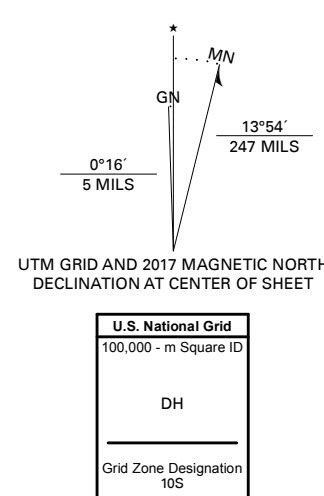 ★
MN
GN
13°54´
247 MILS
0°16´
5 MILS
UTM GRID AND 2017 MAGNETIC NORTH
DECLINATION AT CENTER OF SHEET
U.S. National Grid
100,000 - m Square ID
DH
Grid Zone Designation
10S